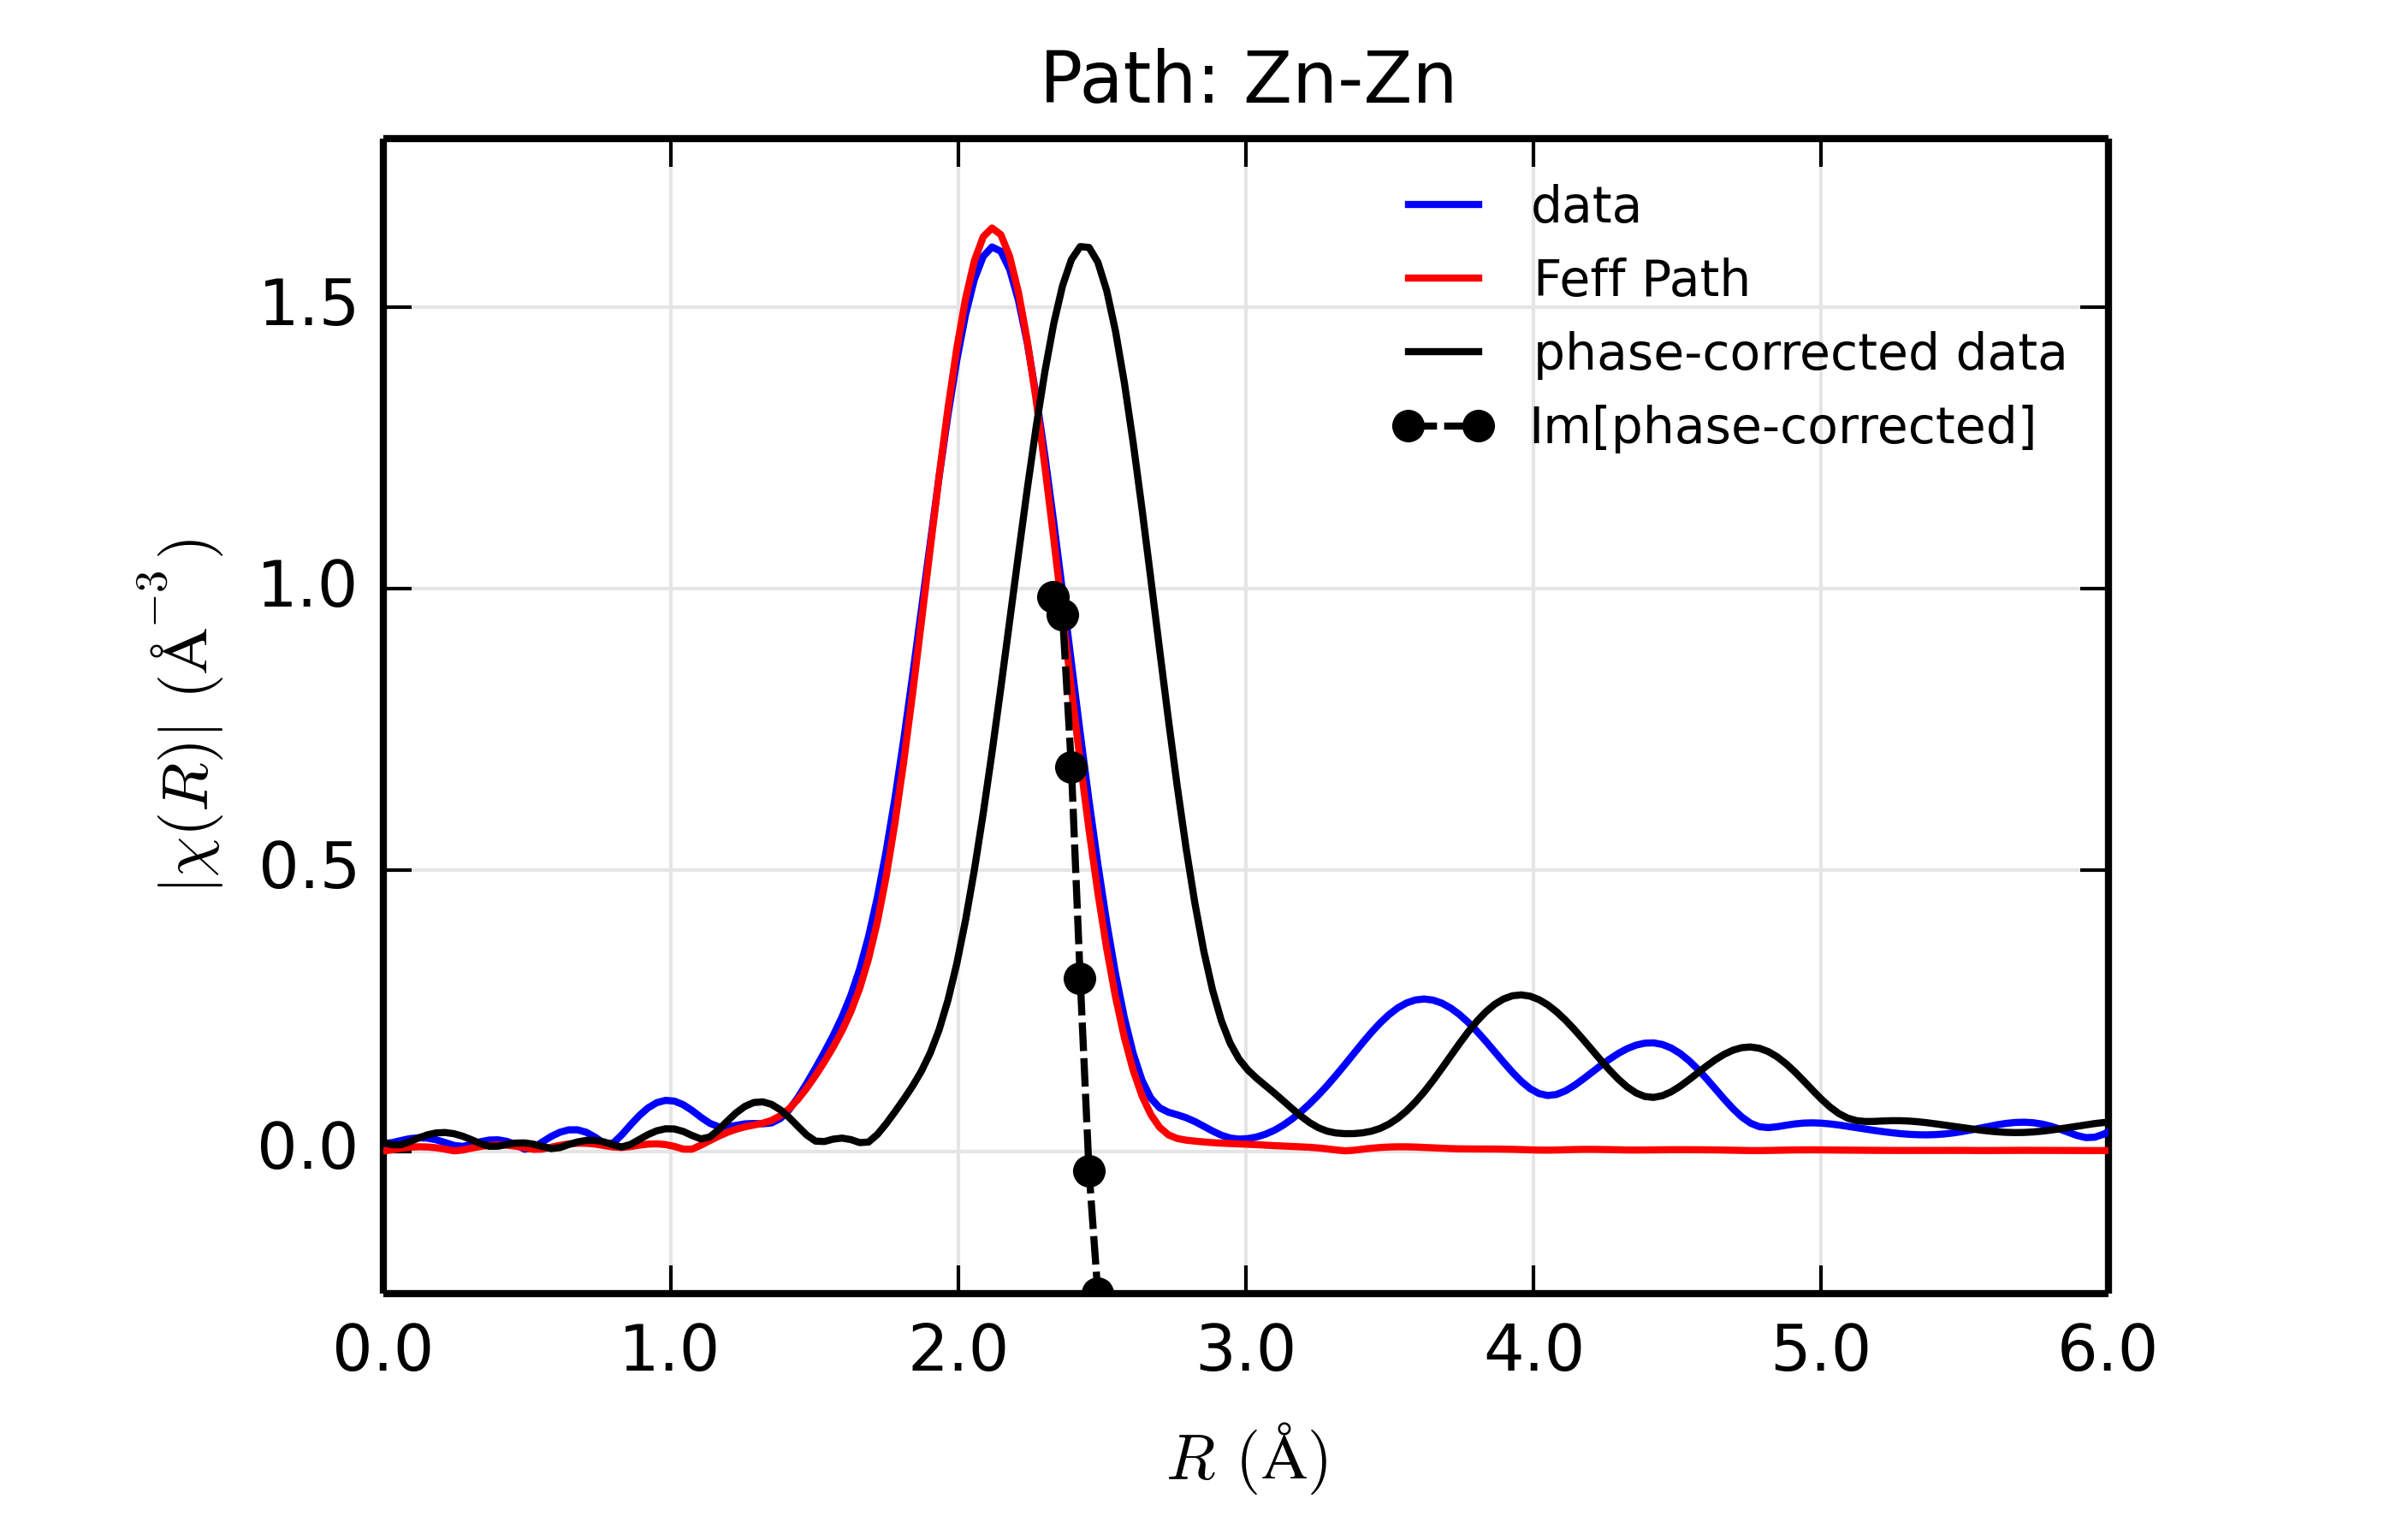 Path: Zn-Zn
data
Feff Path
phase-corrected data
Im[phase-corrected]
|χ(R)| (Å⁻³)
1.5
1.0
0.5
0.0
0.0 1.0 2.0 3.0 4.0 5.0 6.0
R (Å)